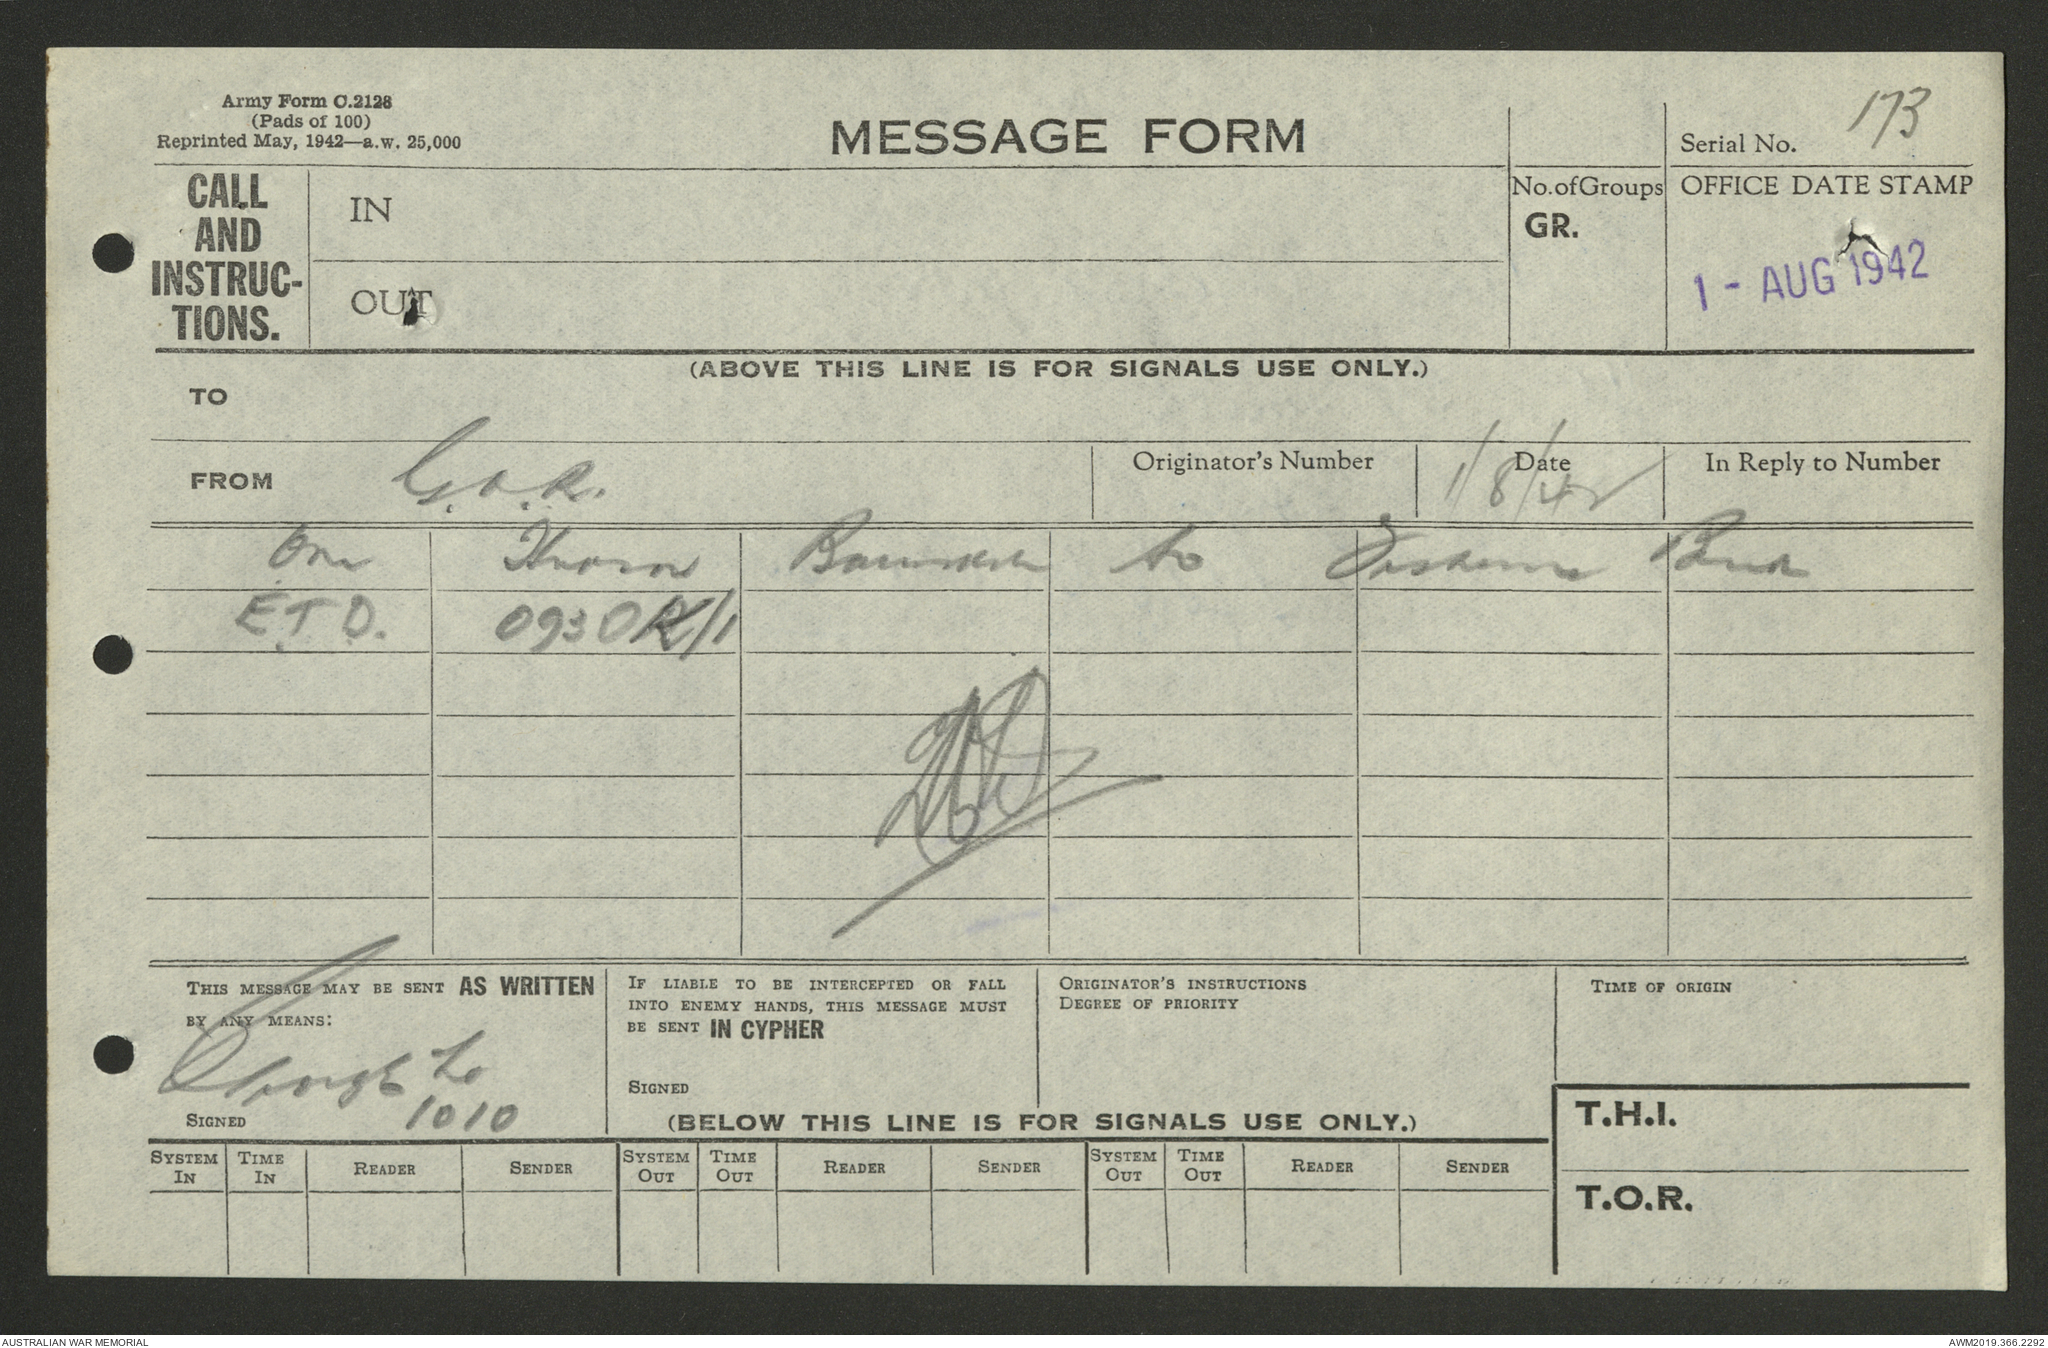 Army Form C.2128
(Pads of 100)
Reprinted May, 1942—a.w. 25,000
MESSAGE FORM
Serial No. 173
CALL AND INSTRUC-TIONS.
IN
OUT
No. of Groups
GR.
OFFICE DATE STAMP
1 - AUG 1942
(ABOVE THIS LINE IS FOR SIGNALS USE ONLY.)
TO
FROM G.O.R.
Originator's Number
Date 1/8/42
In Reply to Number
One to
E.T.D. 0930K/1
THIS MESSAGE MAY BE SENT AS WRITTEN
BY ANY MEANS:
1010
SIGNED
IF LIABLE TO BE INTERCEPTED OR FALL
INTO ENEMY HANDS, THIS MESSAGE MUST
BE SENT IN CYPHER
SIGNED
ORIGINATOR'S INSTRUCTIONS
DEGREE OF PRIORITY
TIME OF ORIGIN
(BELOW THIS LINE IS FOR SIGNALS USE ONLY.)
T.H.I.
T.O.R.
SYSTEM IN TIME IN READER SENDER SYSTEM OUT TIME OUT READER SENDER SYSTEM OUT TIME OUT READER SENDER
AUSTRALIAN WAR MEMORIAL
AWM2019.366.2292